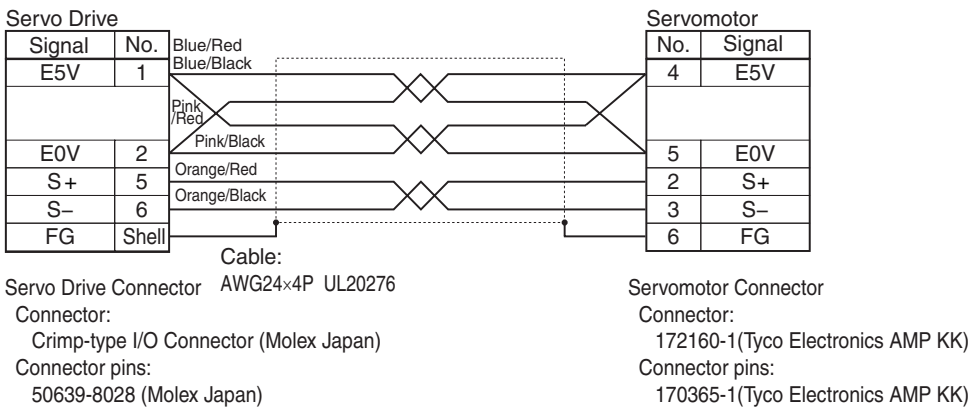 Servo Drive
Signal No.
E5V 1
E0V 2
S+ 5
S− 6
FG Shell
Blue/Red
Blue/Black
Pink
/Red
Pink/Black
Orange/Red
Orange/Black
Servomotor
No. Signal
4 E5V
5 E0V
2 S+
3 S−
6 FG
Cable:
AWG24×4P UL20276
Servo Drive Connector
Connector:
Crimp-type I/O Connector (Molex Japan)
Connector pins:
50639-8028 (Molex Japan)
Servomotor Connector
Connector:
172160-1(Tyco Electronics AMP KK)
Connector pins:
170365-1(Tyco Electronics AMP KK)